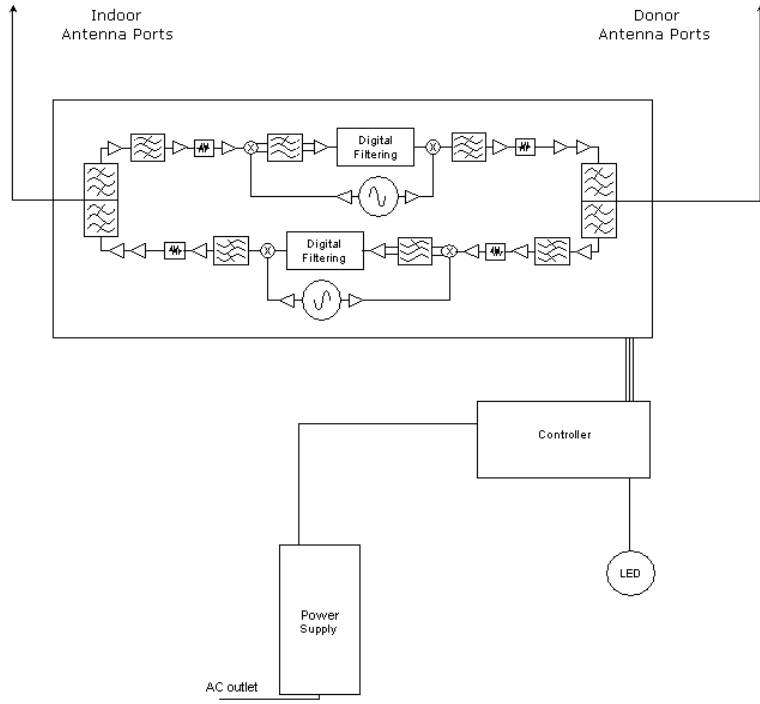 Indoor
Antenna Ports
Donor
Antenna Ports
Digital
Filtering
X
X
Digital
Filtering
X
X
Controller
LED
Power
Supply
AC outlet